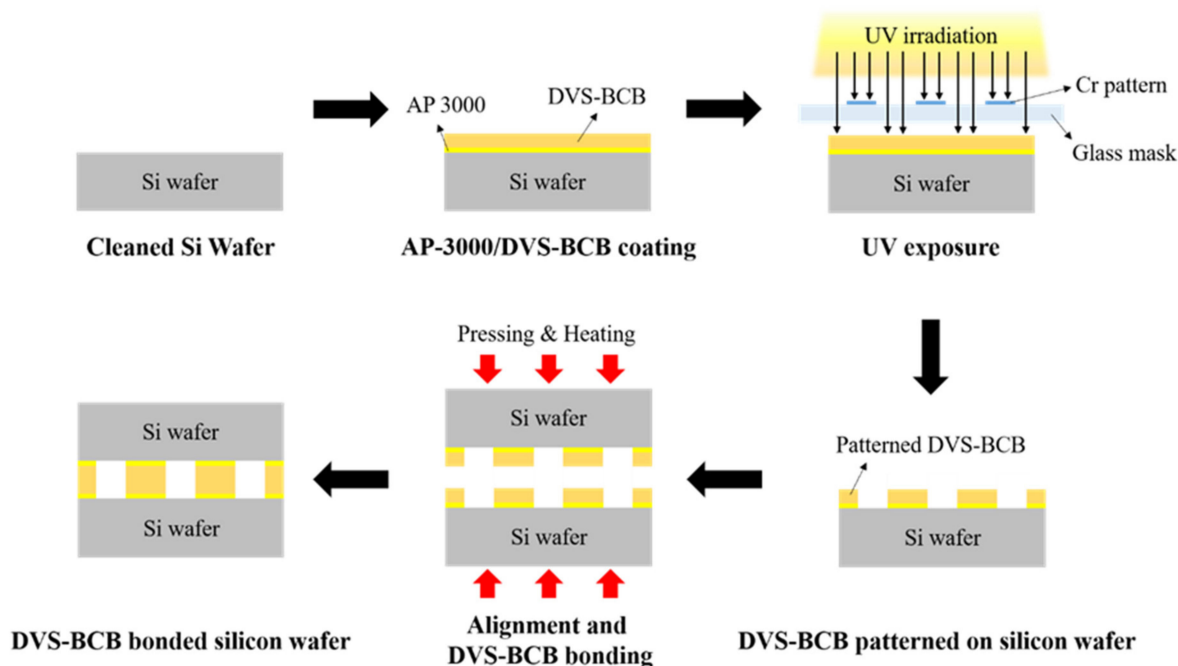 Si wafer
Cleaned Si Wafer
AP 3000
DVS-BCB
Si wafer
AP-3000/DVS-BCB coating
UV irradiation
Cr pattern
Glass mask
Si wafer
UV exposure
Patterned DVS-BCB
Si wafer
DVS-BCB patterned on silicon wafer
Pressing & Heating
Si wafer
Si wafer
Alignment and
DVS-BCB bonding
Si wafer
Si wafer
DVS-BCB bonded silicon wafer